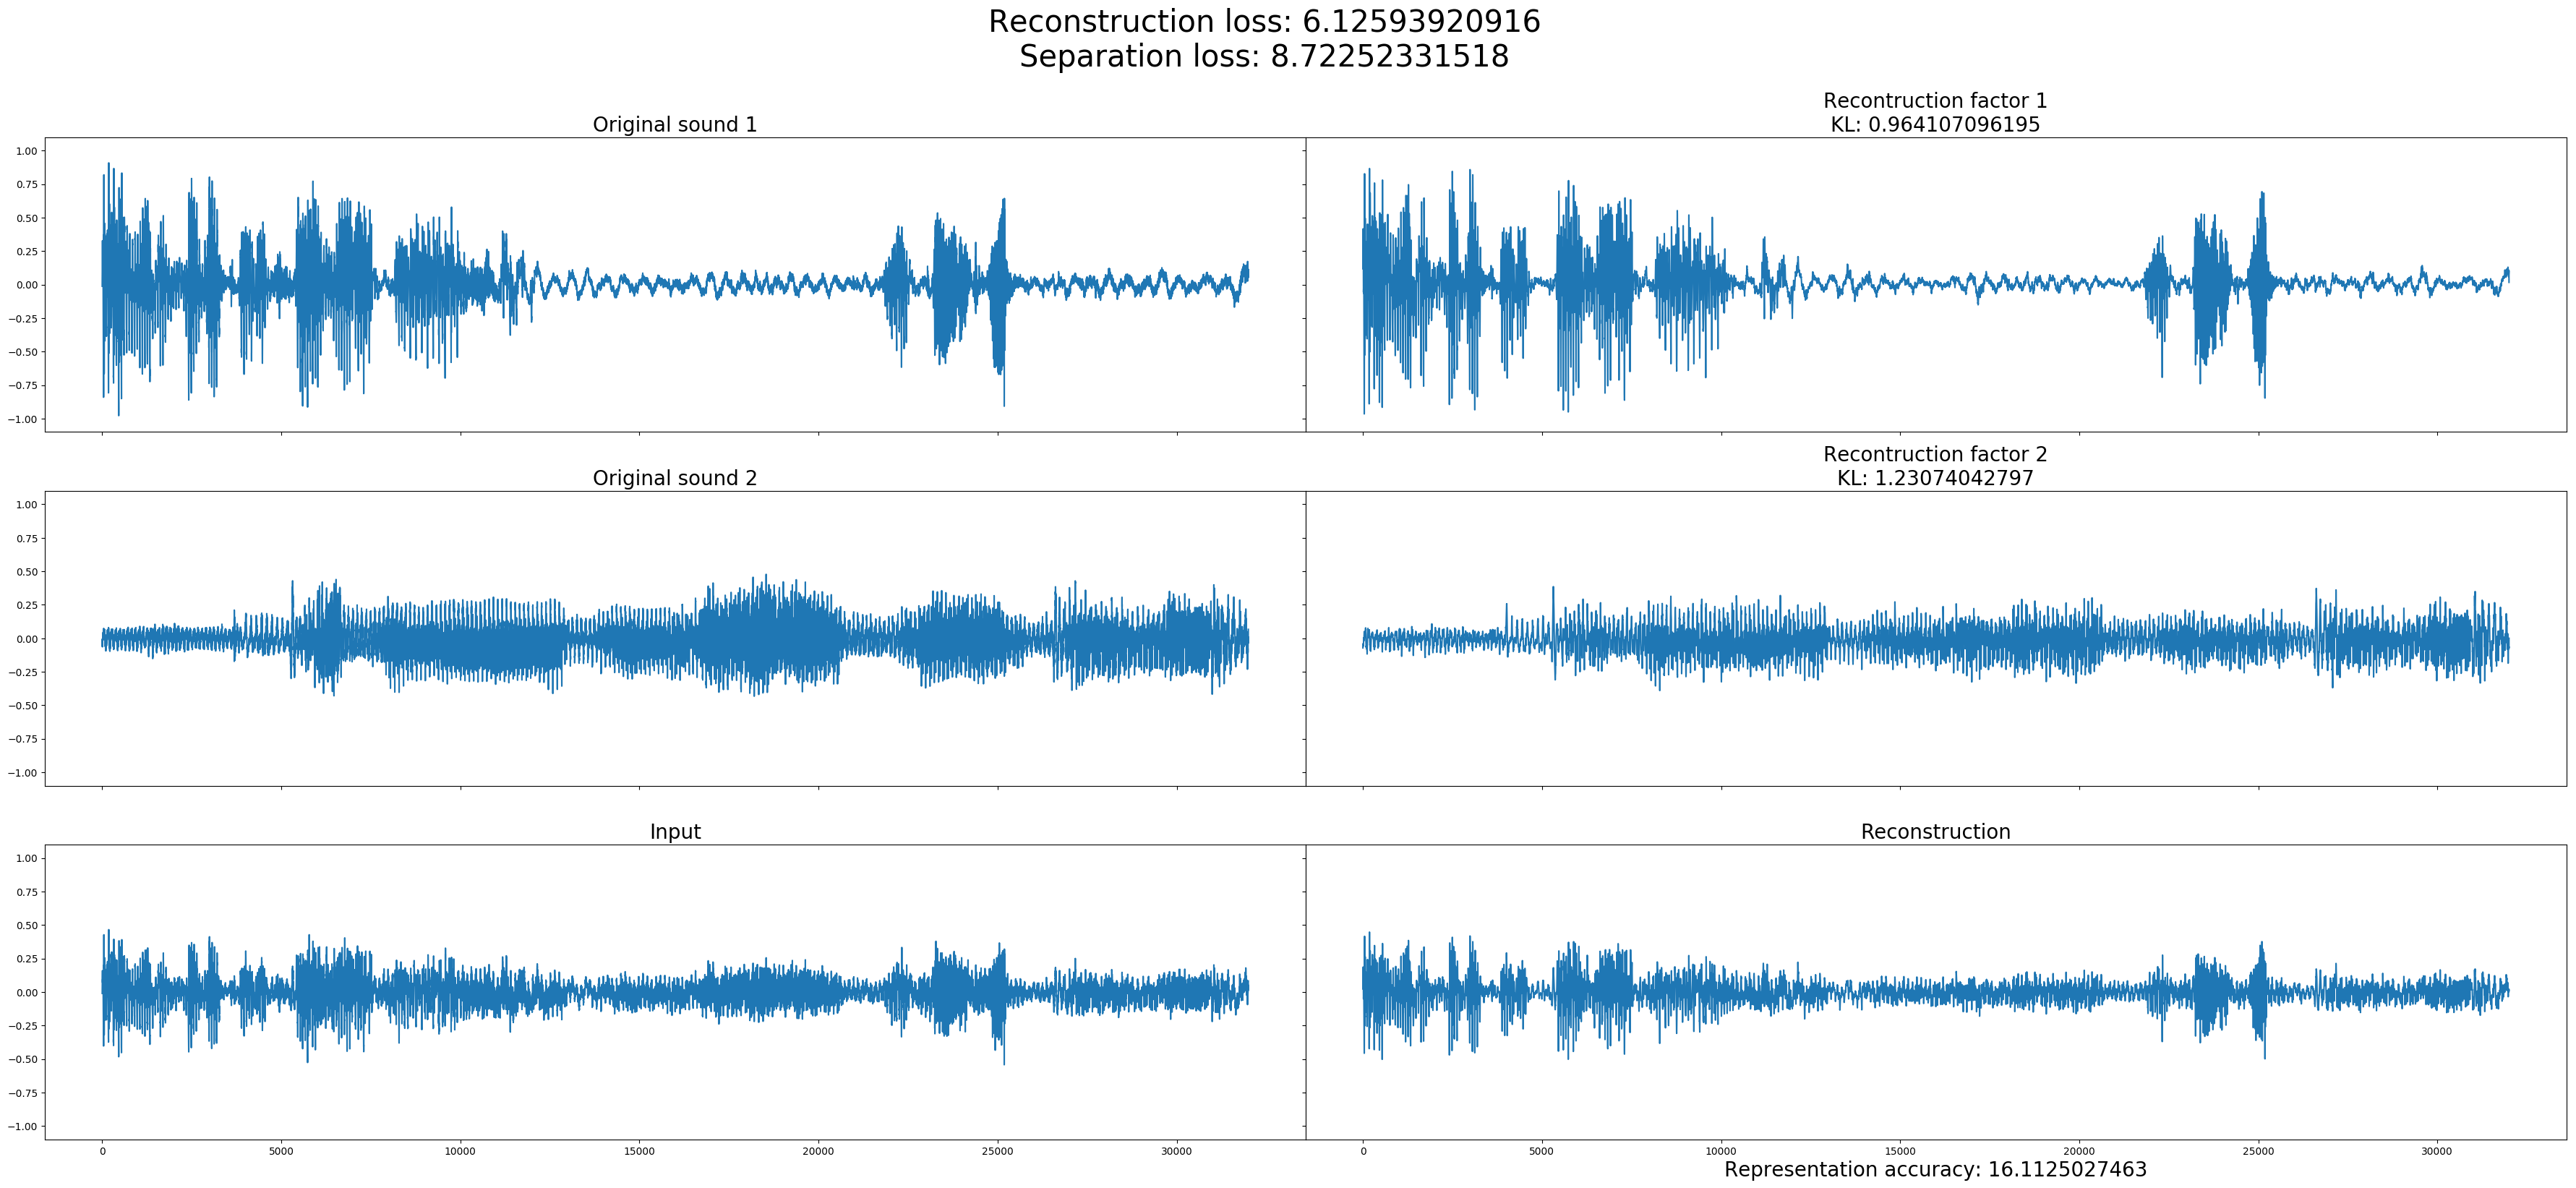 Reconstruction loss: 6.12593920916
Separation loss: 8.72252331518
Original sound 1
Recontruction factor 1
KL: 0.964107096195
1.00
0.75
0.50
0.25
0.00
−0.25
−0.50
−0.75
−1.00
Original sound 2
Recontruction factor 2
KL: 1.23074042797
1.00
0.75
0.50
0.25
0.00
−0.25
−0.50
−0.75
−1.00
Input
Reconstruction
1.00
0.75
0.50
0.25
0.00
−0.25
−0.50
−0.75
−1.00
0 5000 10000 15000 20000 25000 30000
0 5000 10000 15000 20000 25000 30000
Representation accuracy: 16.1125027463